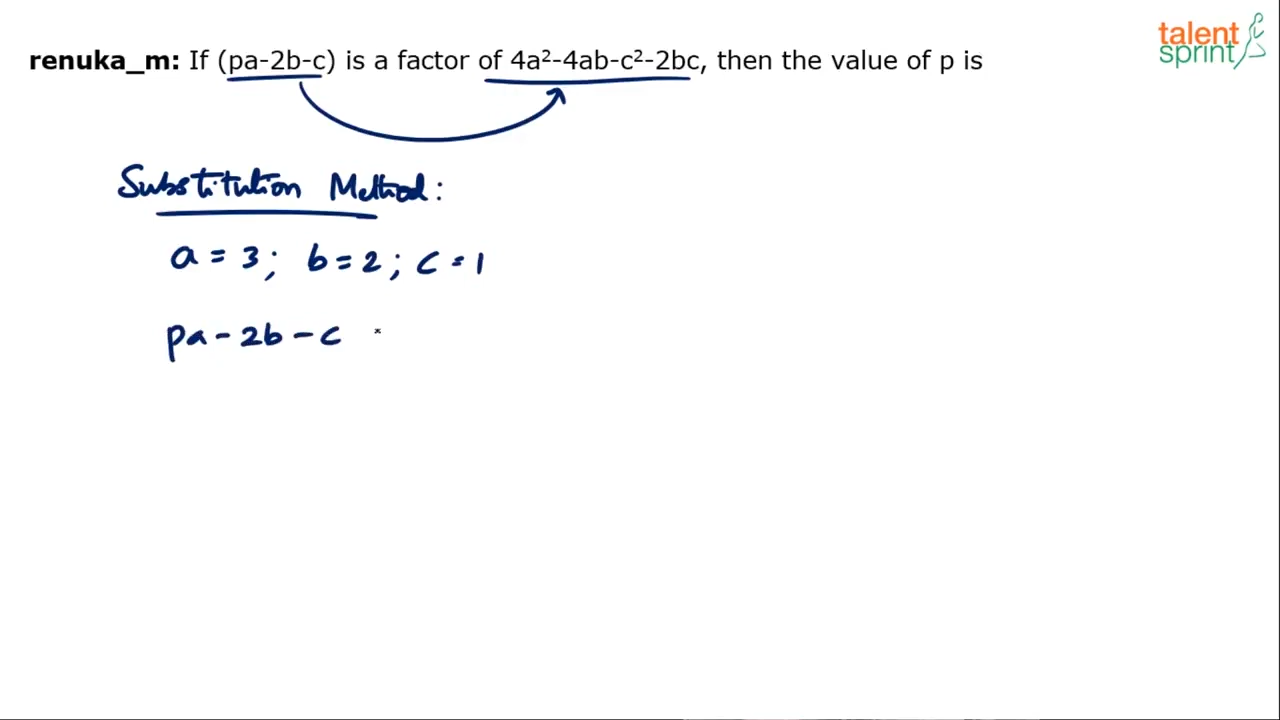 talent
sprint
renuka_m: If (pa-2b-c) is a factor of 4a²-4ab-c²-2bc, then the value of p is
Substitution Method:
a = 3; b = 2; c = 1
pa - 2b - c